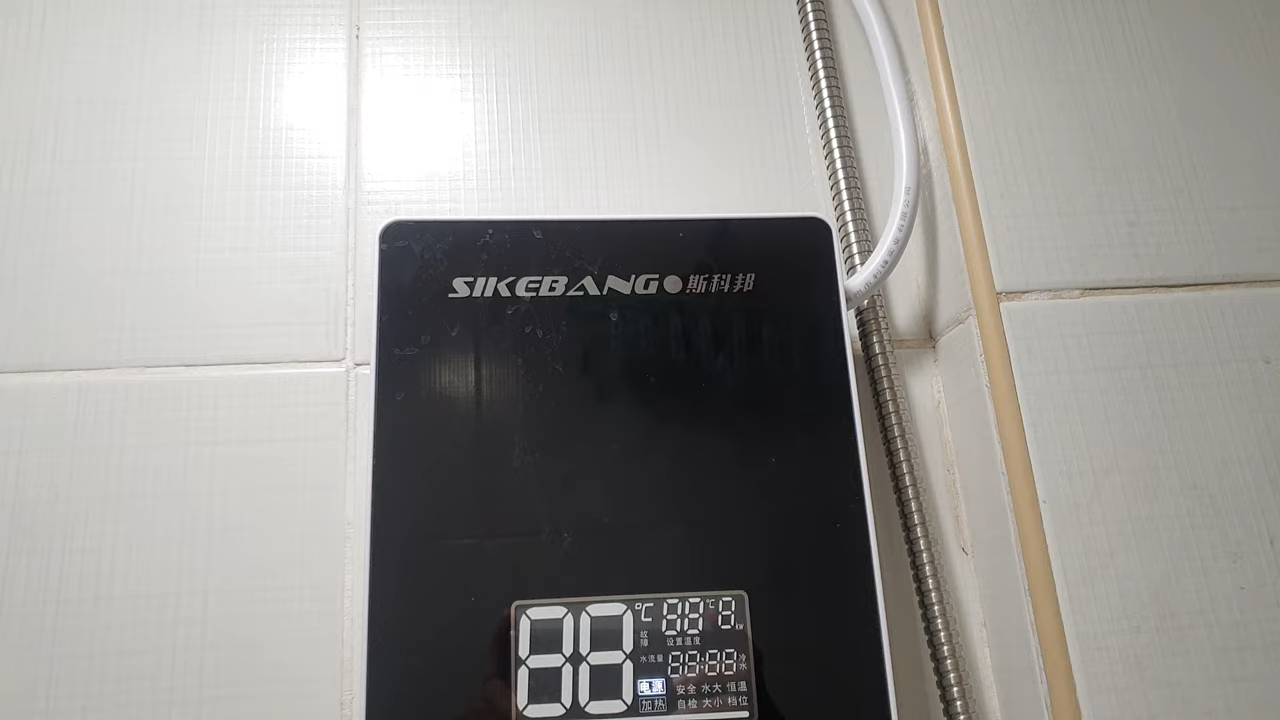 SIKEBANG●斯科邦
88 ℃ 88 ℃ 8 kw
故障 设置温度
水流量 88:88 冷水
电源 安全 水大 恒温
加热 自检 大小 档位